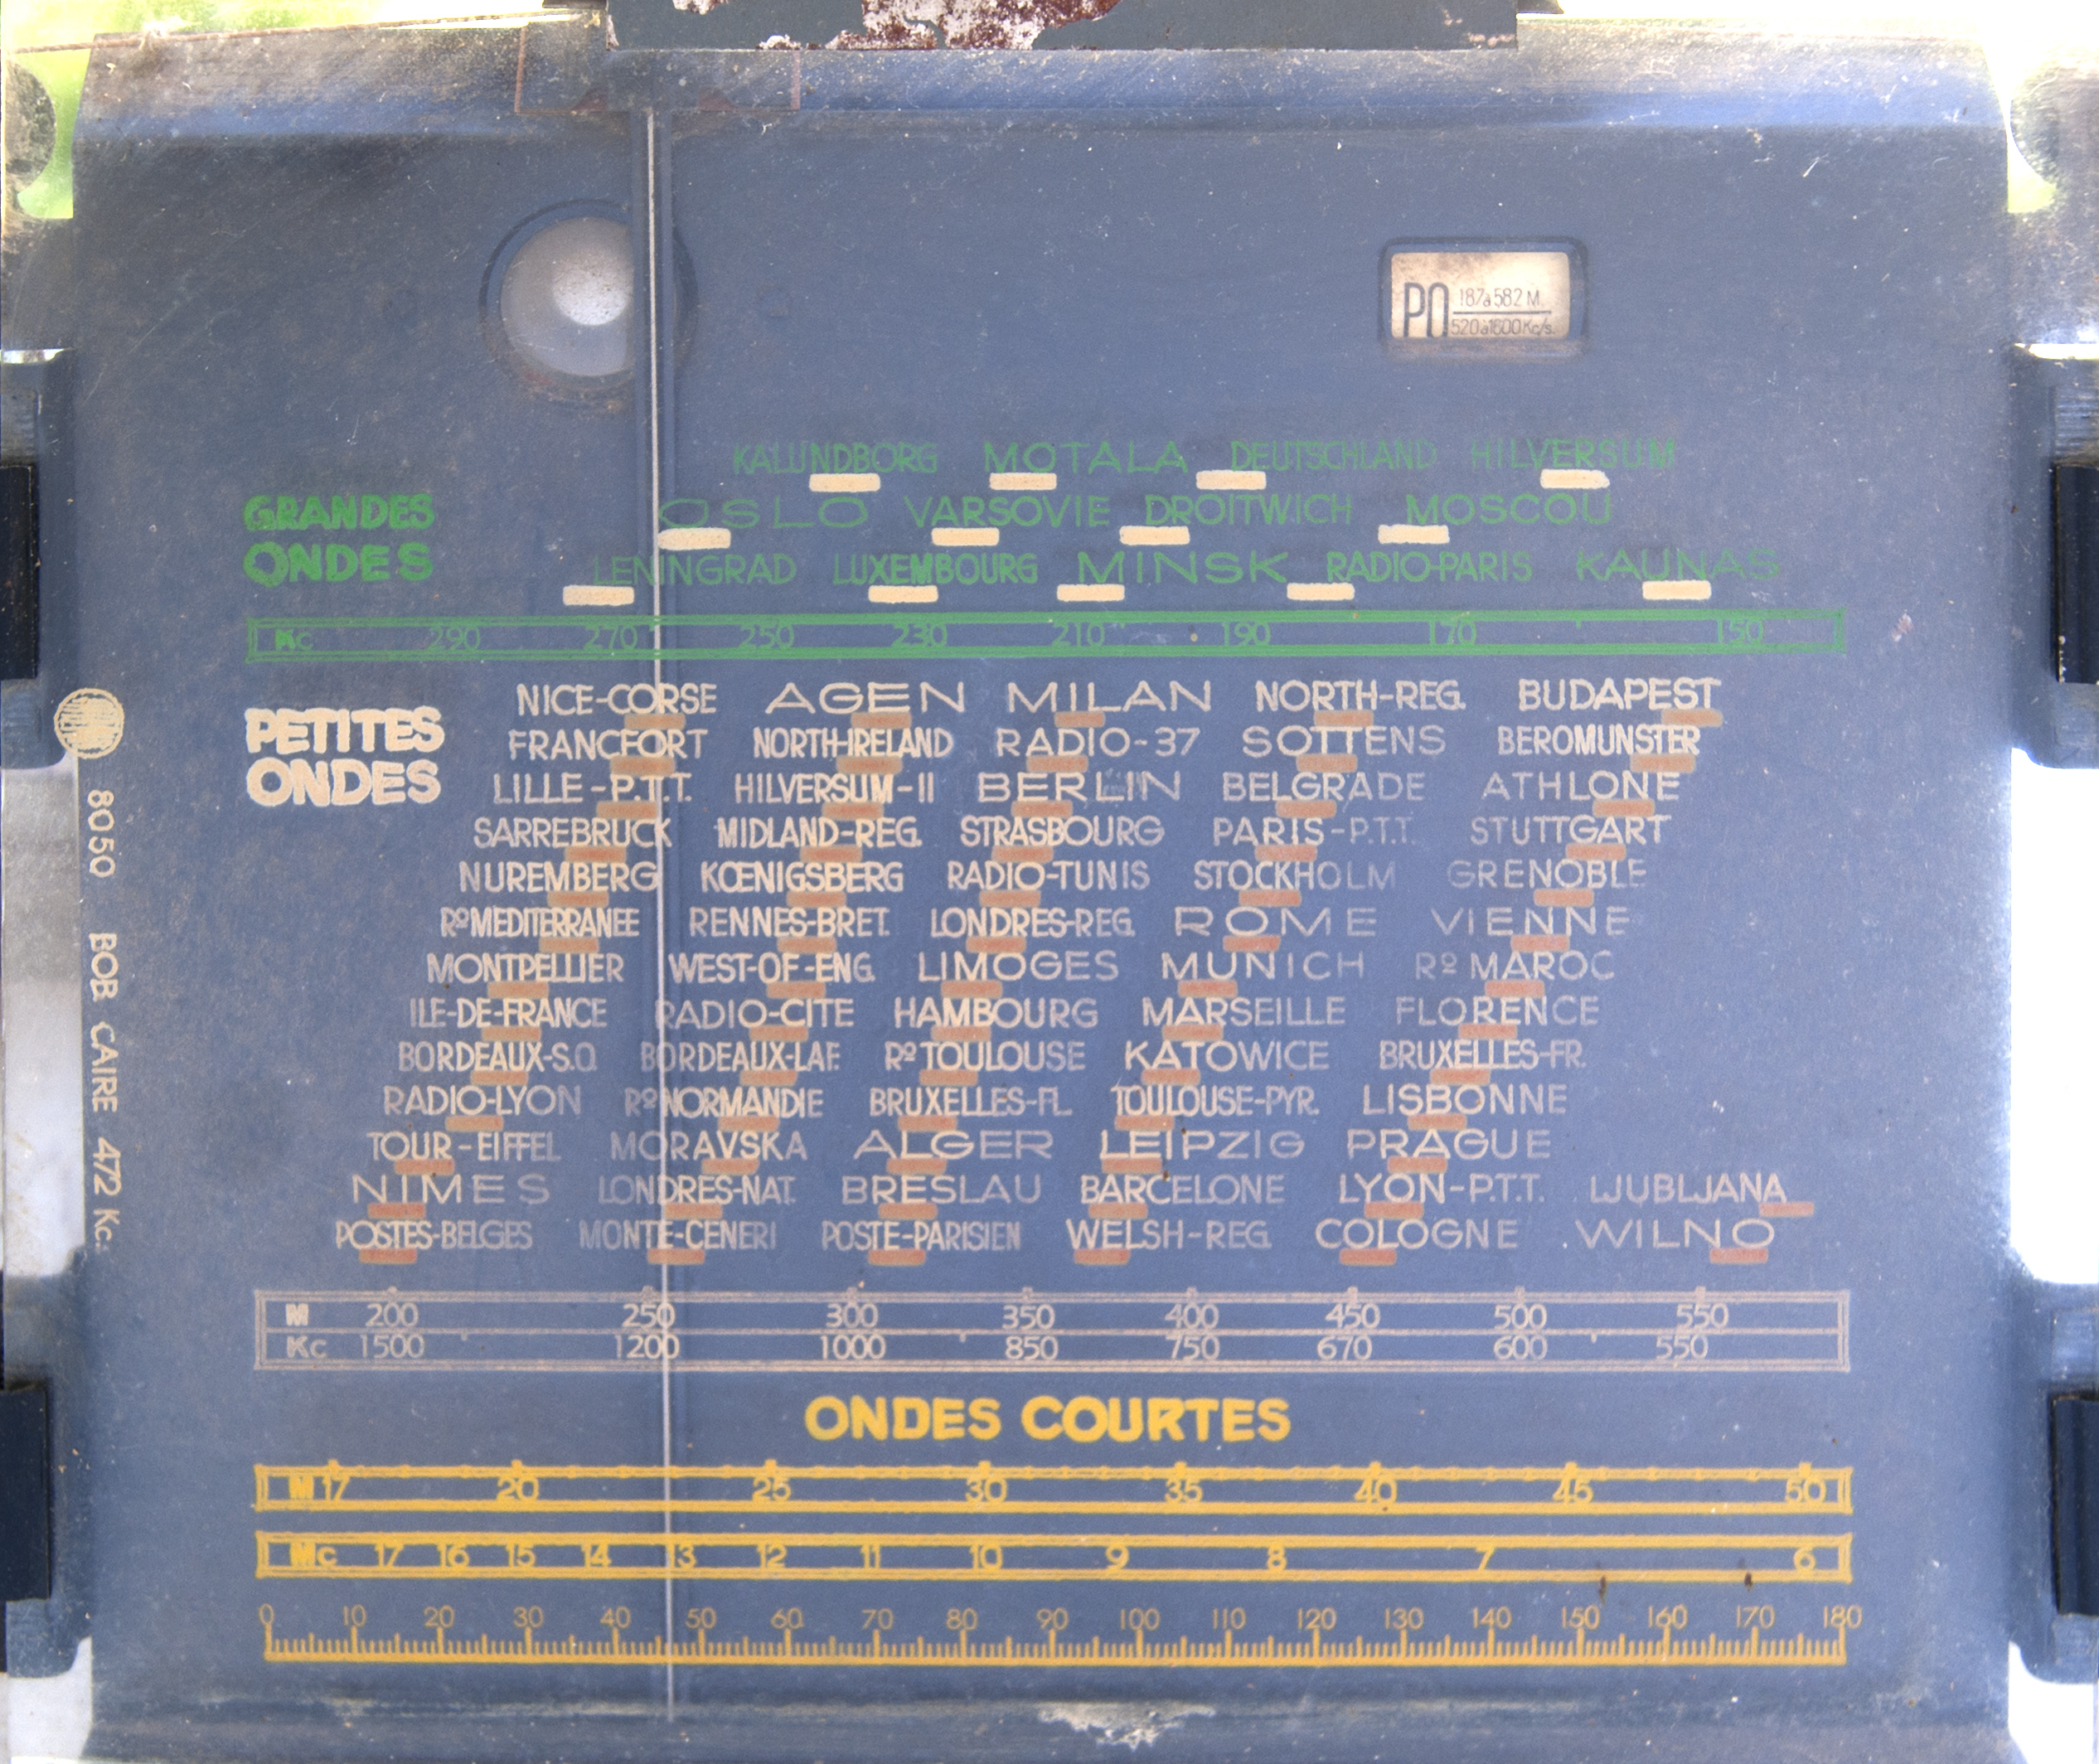 PO 187à582 M.
520à1600Kc/s.
KALUNDBORG MOTALA DEUTSCHLAND HILVERSUM
GRANDES OSLO VARSOVIE DROITWICH MOSCOU
ONDES LENINGRAD LUXEMBOURG MINSK RADIO-PARIS KAUNAS
Kc 290 270 250 230 210 190 170 150
NICE-CORSE AGEN MILAN NORTH-REG. BUDAPEST
PETITES FRANCFORT NORTH-IRELAND RADIO-37 SOTTENS BEROMUNSTER
ONDES LILLE-P.T.T. HILVERSUM-II BERLIN BELGRADE ATHLONE
SARREBRUCK MIDLAND-REG. STRASBOURG PARIS-P.T.T. STUTTGART
NUREMBERG KŒNIGSBERG RADIO-TUNIS STOCKHOLM GRENOBLE
Rº MEDITERRANEE RENNES-BRET. LONDRES-REG. ROME VIENNE
MONTPELLIER WEST-OF-ENG. LIMOGES MUNICH Rº MAROC
ILE-DE-FRANCE RADIO-CITE HAMBOURG MARSEILLE FLORENCE
BORDEAUX-S.O. BORDEAUX-LAF. Rº TOULOUSE KATOWICE BRUXELLES-FR.
RADIO-LYON Rº NORMANDIE BRUXELLES-FL. TOULOUSE-PYR. LISBONNE
TOUR-EIFFEL MORAVSKA ALGER LEIPZIG PRAGUE
NIMES LONDRES-NAT. BRESLAU BARCELONE LYON-P.T.T. LJUBLJANA
POSTES-BELGES MONTE-CENERI POSTE-PARISIEN WELSH-REG. COLOGNE WILNO
M 200 250 300 350 400 450 500 550
Kc 1500 1200 1000 850 750 670 600 550
ONDES COURTES
M 17 20 25 30 35 40 45 50
Mc 17 16 15 14 13 12 11 10 9 8 7 6
0 10 20 30 40 50 60 70 80 90 100 110 120 130 140 150 160 170 180
8050 BOB CAIRE 472 Kc.